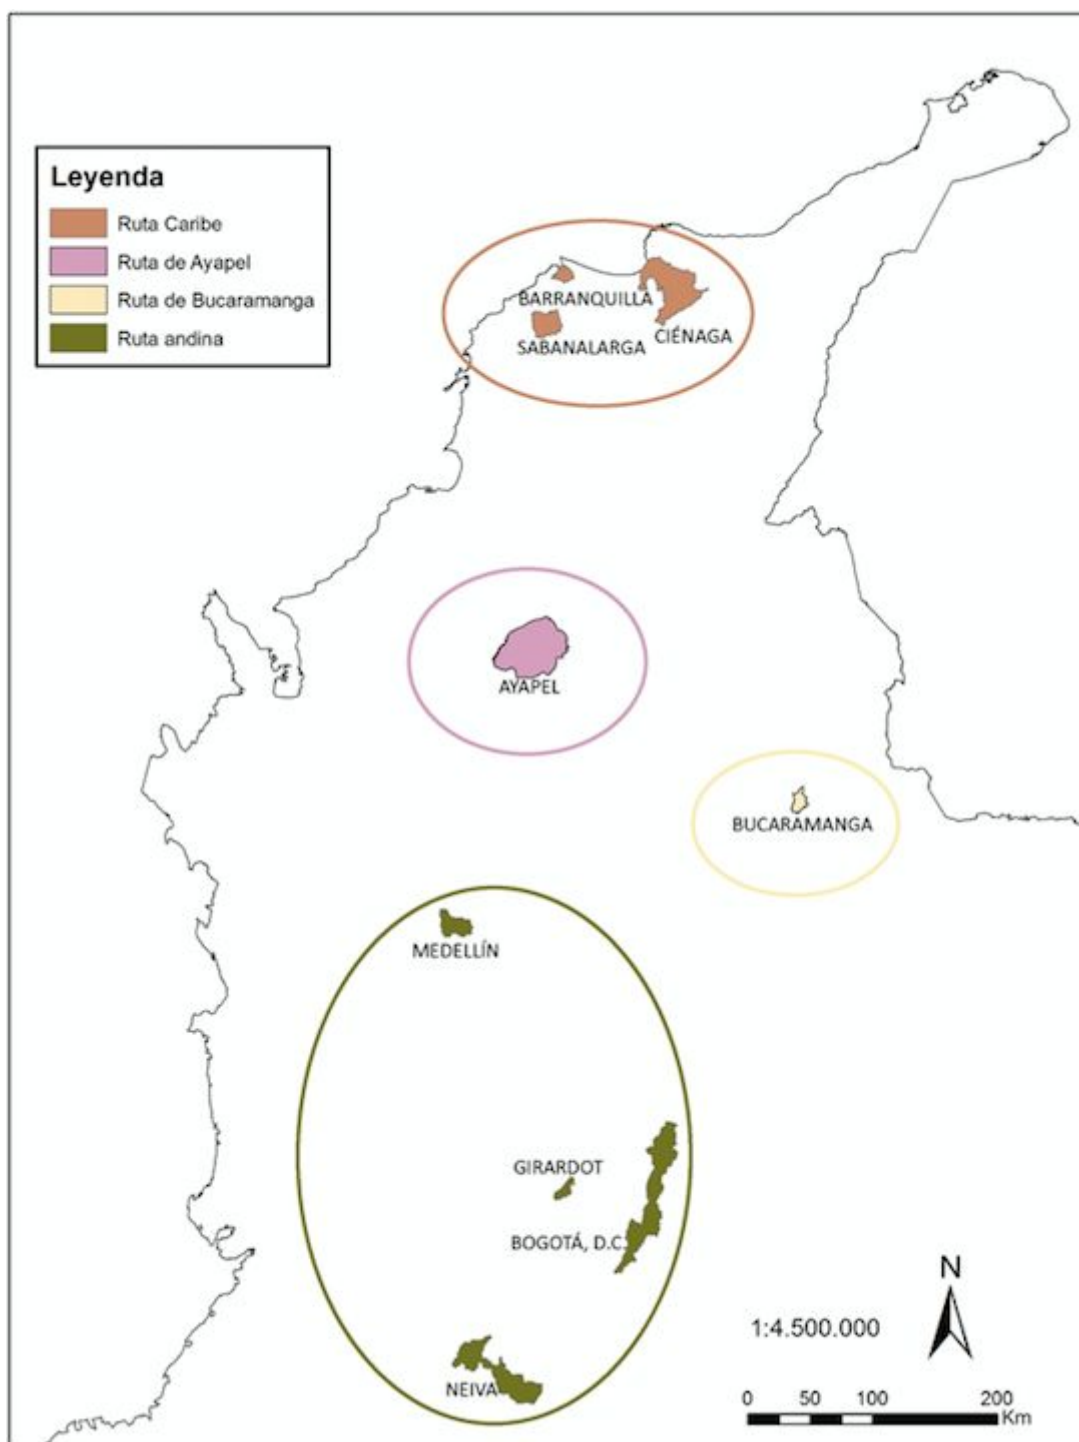 Leyenda
Ruta Caribe
Ruta de Ayapel
Ruta de Bucaramanga
Ruta andina
BARRANQUILLA
SABANALARGA
CIÉNAGA
AYAPEL
BUCARAMANGA
MEDELLÍN
GIRARDOT
BOGOTÁ, D.C.
NEIVA
N
1:4.500.000
0 50 100 200
Km